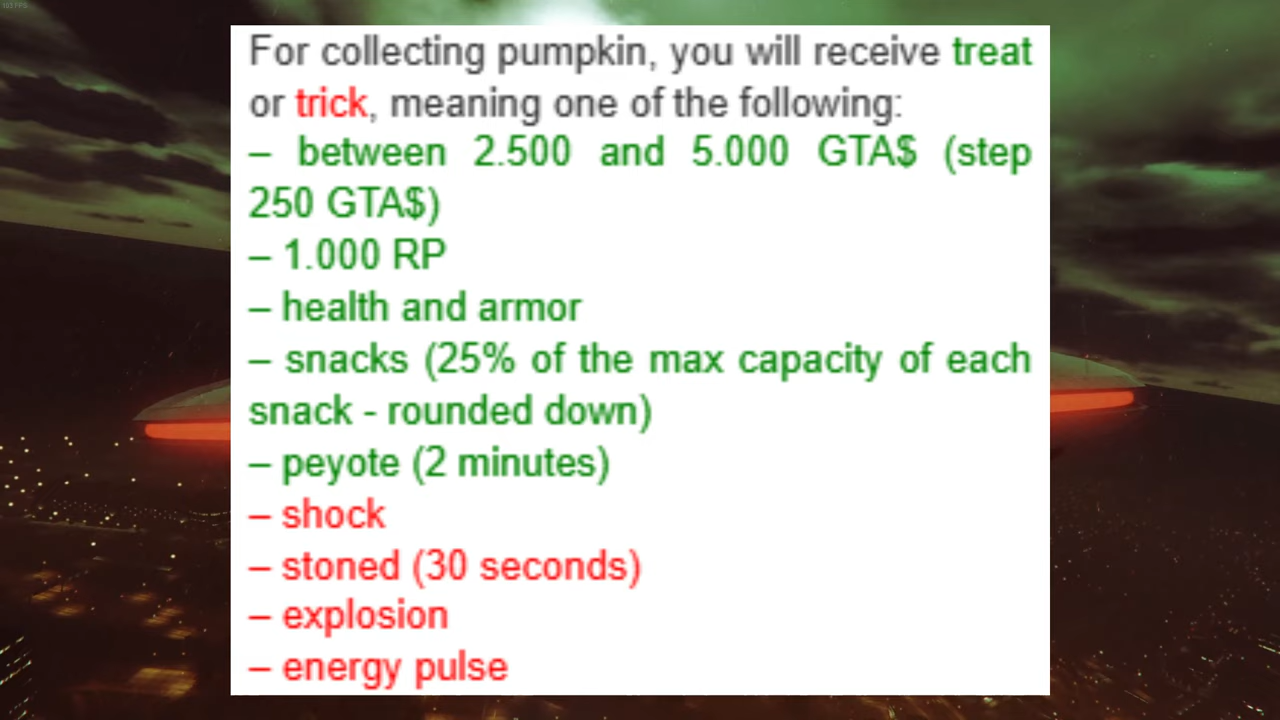 103 FPS
For collecting pumpkin, you will receive treat
or trick, meaning one of the following:
– between 2.500 and 5.000 GTA$ (step
250 GTA$)
– 1.000 RP
– health and armor
– snacks (25% of the max capacity of each
snack - rounded down)
– peyote (2 minutes)
– shock
– stoned (30 seconds)
– explosion
– energy pulse